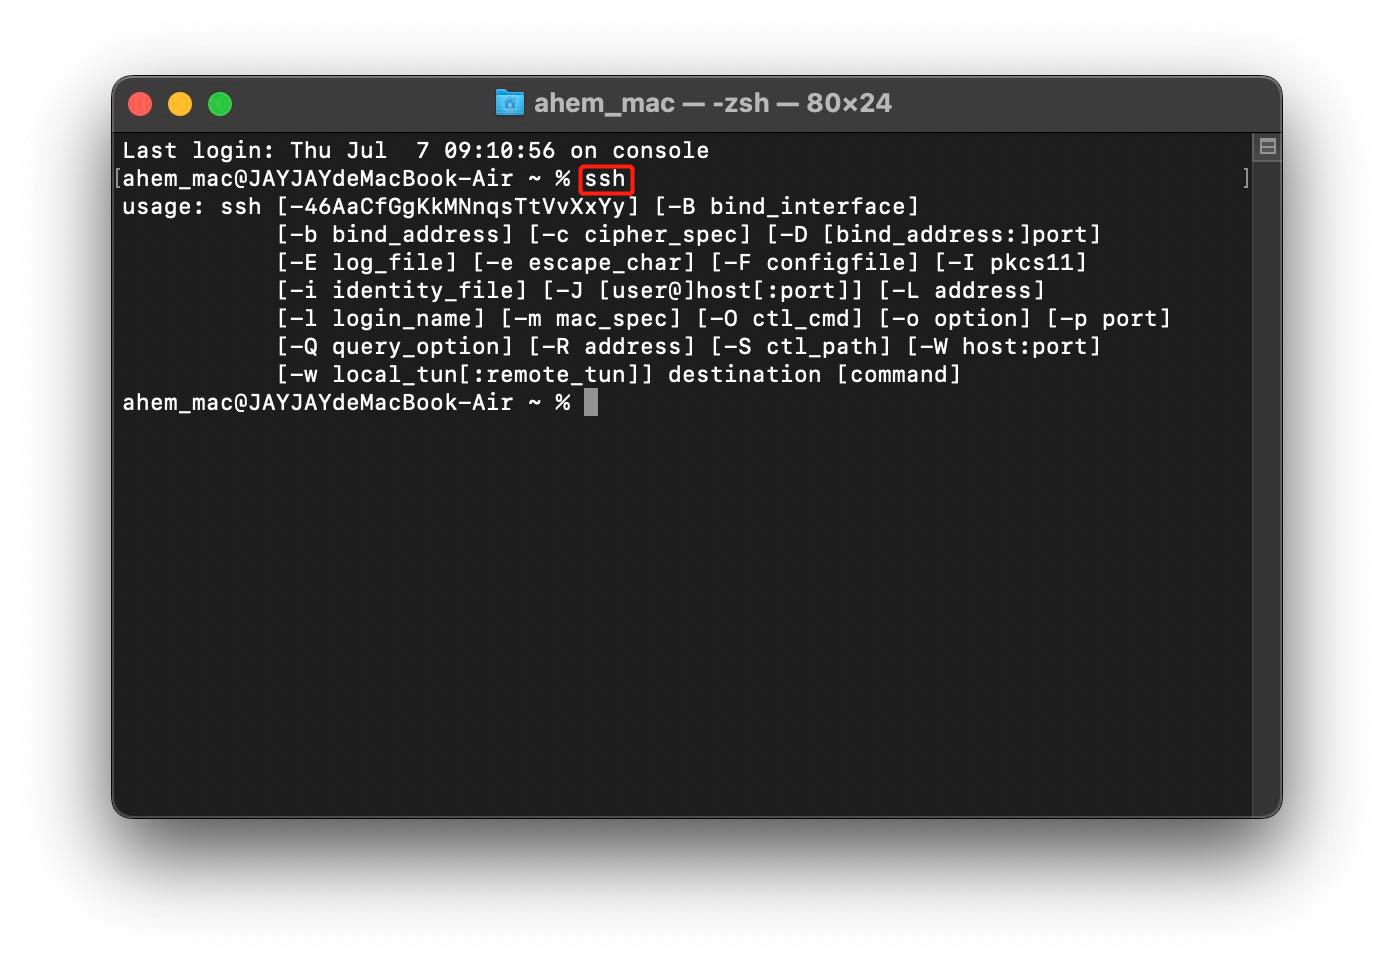 ahem_mac — -zsh — 80×24
Last login: Thu Jul  7 09:10:56 on console
[ahem_mac@JAYJAYdeMacBook-Air ~ % ssh ]
usage: ssh [-46AaCfGgKkMNnqsTtVvXxYy] [-B bind_interface]
           [-b bind_address] [-c cipher_spec] [-D [bind_address:]port]
           [-E log_file] [-e escape_char] [-F configfile] [-I pkcs11]
           [-i identity_file] [-J [user@]host[:port]] [-L address]
           [-l login_name] [-m mac_spec] [-O ctl_cmd] [-o option] [-p port]
           [-Q query_option] [-R address] [-S ctl_path] [-W host:port]
           [-w local_tun[:remote_tun]] destination [command]
ahem_mac@JAYJAYdeMacBook-Air ~ %